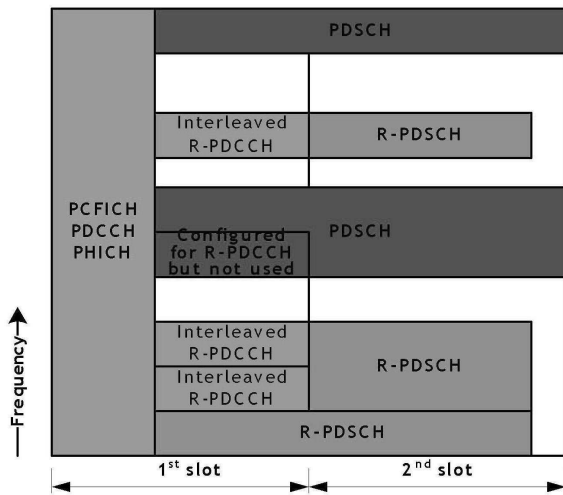 PDSCH
Interleaved
R-PDCCH
R-PDSCH
PCFICH
PDCCH
PHICH
PDSCH
Configured
for R-PDCCH
but not used
Interleaved
R-PDCCH
Interleaved
R-PDCCH
R-PDSCH
R-PDSCH
Frequency
1st slot
2nd slot